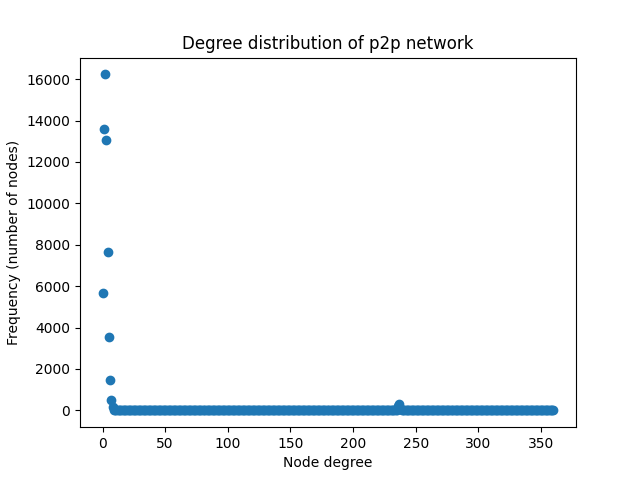 Degree distribution of p2p network
Frequency (number of nodes)
16000
14000
12000
10000
8000
6000
4000
2000
0
0 50 100 150 200 250 300 350
Node degree